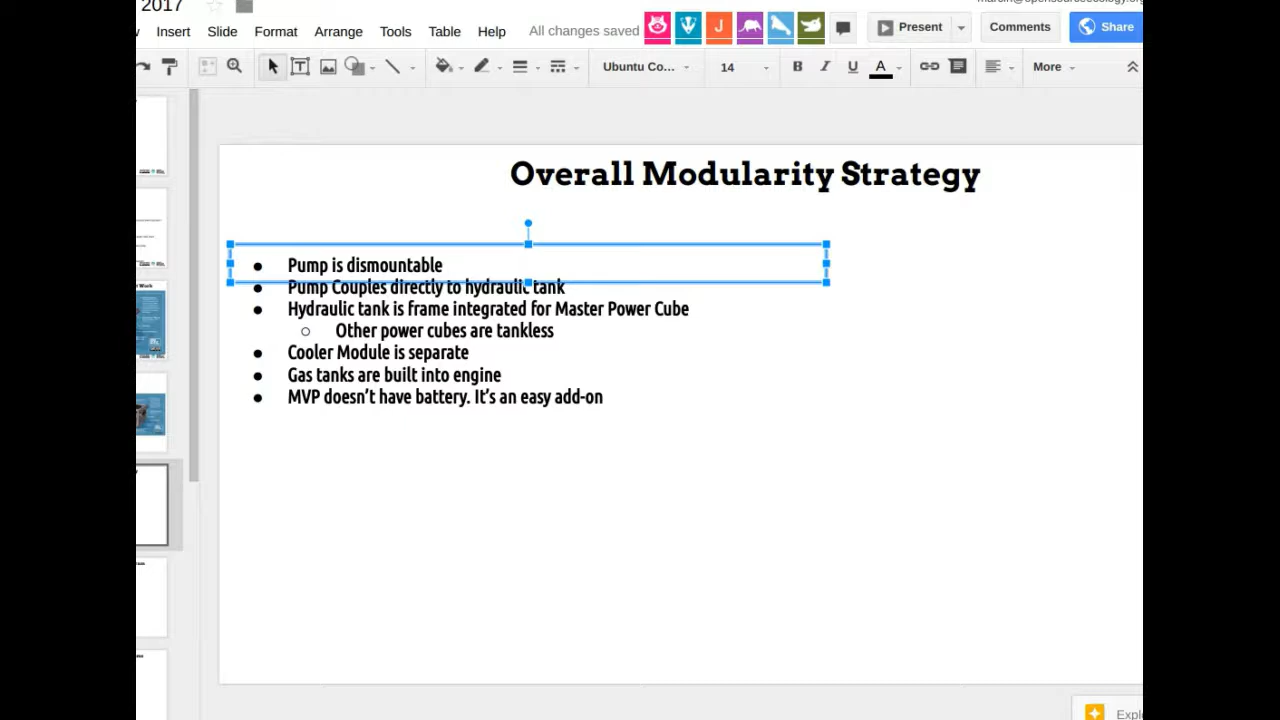 2017
Insert Slide Format Arrange Tools Table Help All changes saved
J Present Comments Share
Ubuntu Co... 14 B I U A More
Overall Modularity Strategy
● Pump is dismountable
● Pump Couples directly to hydraulic tank
● Hydraulic tank is frame integrated for Master Power Cube
○ Other power cubes are tankless
● Cooler Module is separate
● Gas tanks are built into engine
● MVP doesn't have battery. It's an easy add-on